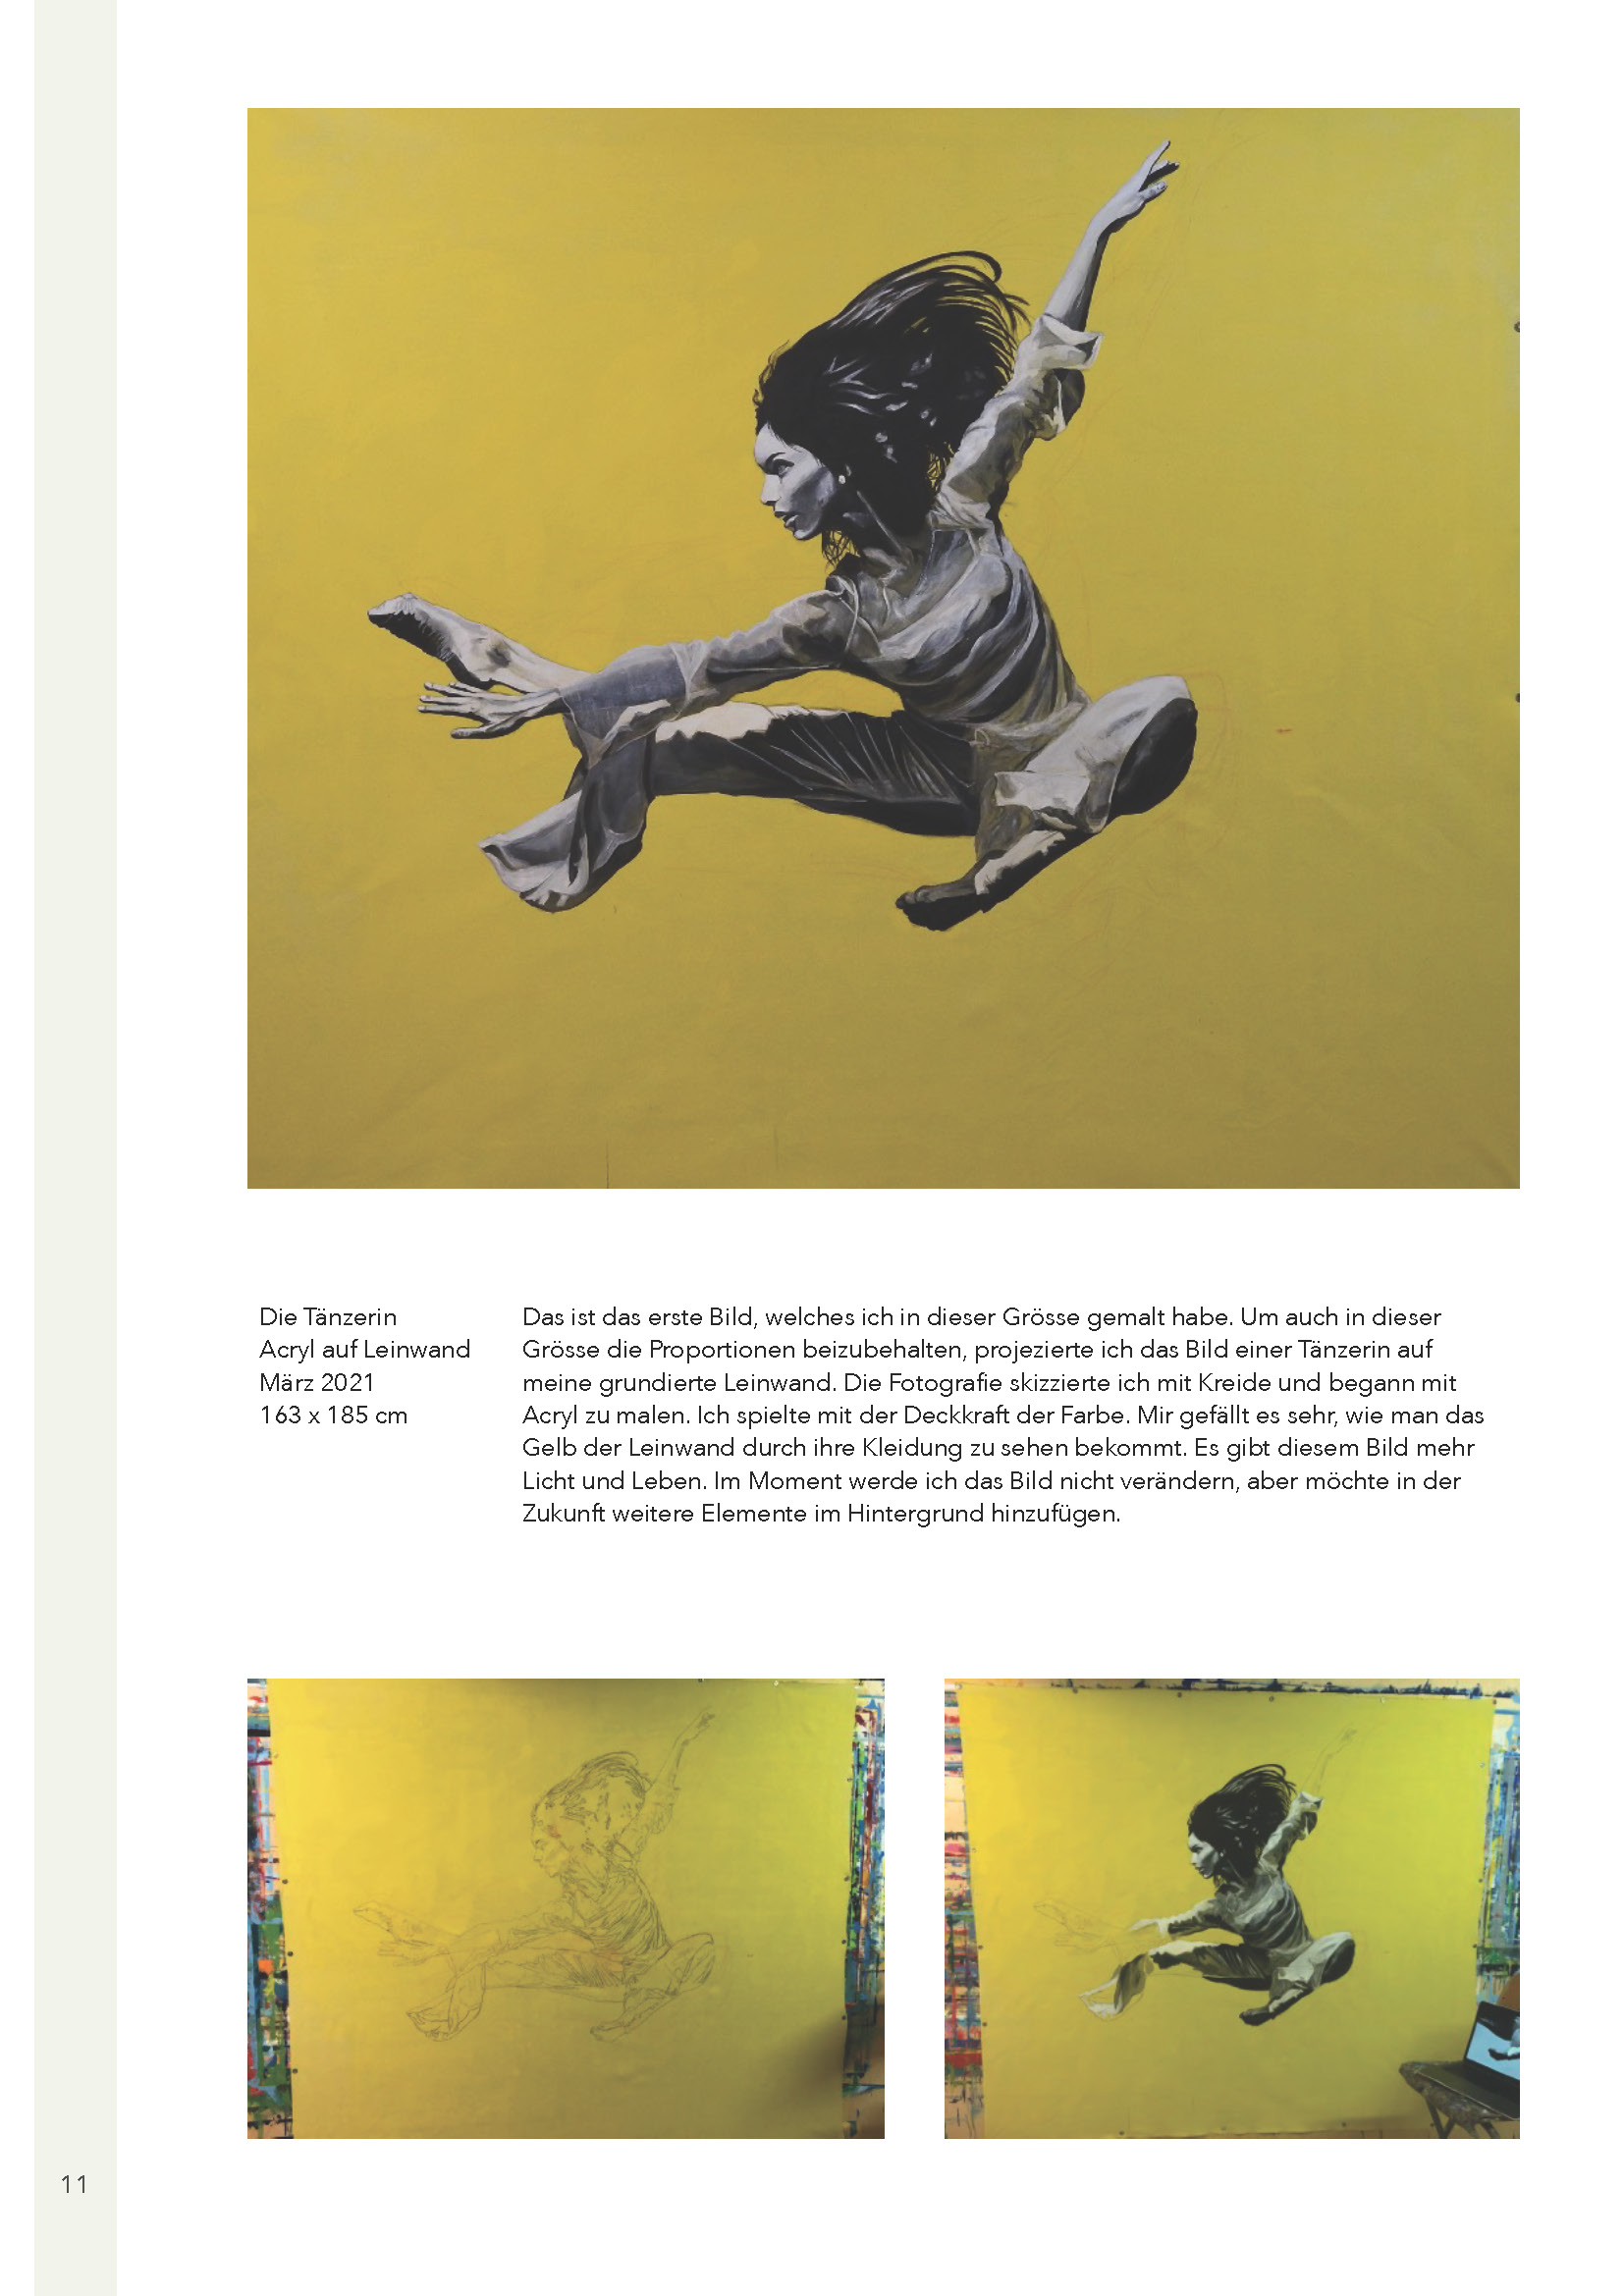 Die Tänzerin
Acryl auf Leinwand
März 2021
163 x 185 cm
Das ist das erste Bild, welches ich in dieser Grösse gemalt habe. Um auch in dieser
Grösse die Proportionen beizubehalten, projezierte ich das Bild einer Tänzerin auf
meine grundierte Leinwand. Die Fotografie skizzierte ich mit Kreide und begann mit
Acryl zu malen. Ich spielte mit der Deckkraft der Farbe. Mir gefällt es sehr, wie man das
Gelb der Leinwand durch ihre Kleidung zu sehen bekommt. Es gibt diesem Bild mehr
Licht und Leben. Im Moment werde ich das Bild nicht verändern, aber möchte in der
Zukunft weitere Elemente im Hintergrund hinzufügen.
11